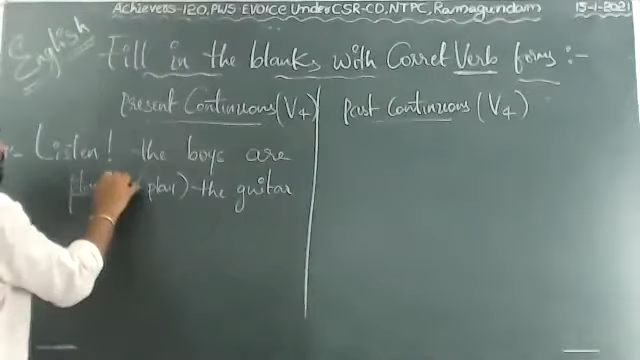 Achievers-120, PWS EVOICE Under CSR-CD, NTPC, Ramagundam 15-1-2021
English
Fill in the blanks with Corret Verb forms :-
Present Continuous (V4) Past Continuous (V4)
Listen! the boys are
(play) the guitar